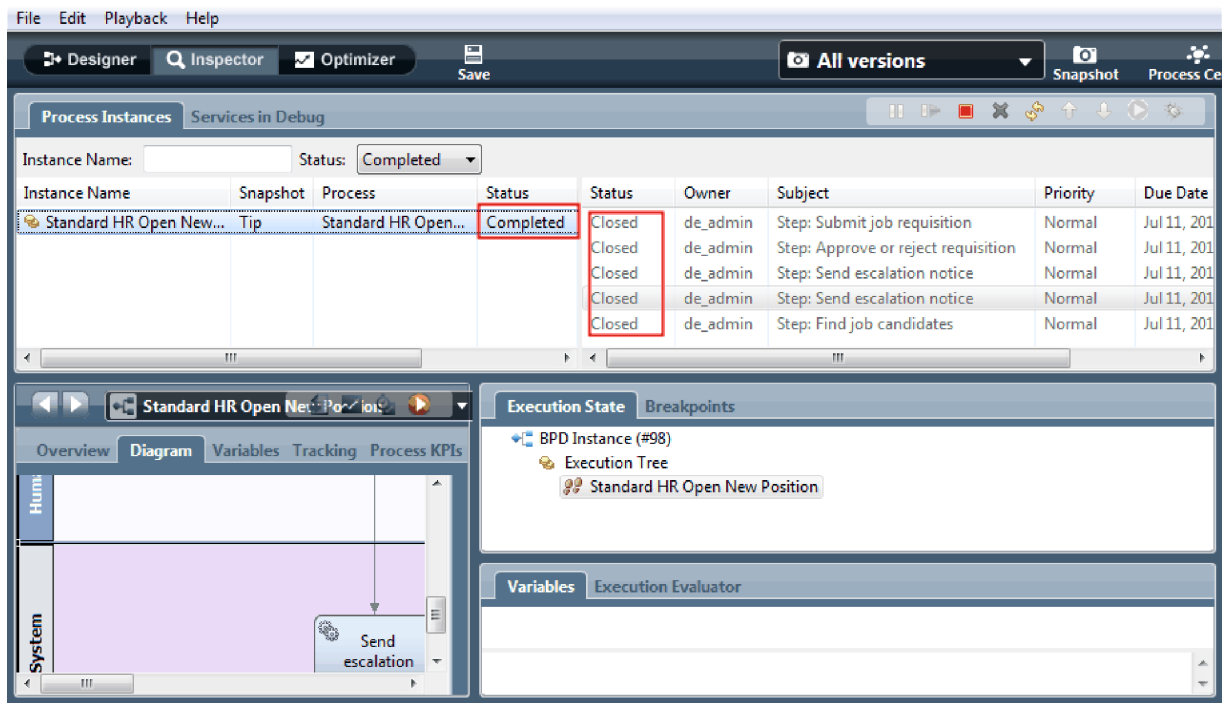 File Edit Playback Help
Designer Inspector Optimizer Save All versions Snapshot Process Ce
Process Instances Services in Debug
Instance Name: Status: Completed
Instance Name Snapshot Process Status Status Owner Subject Priority Due Date
Standard HR Open New... Tip Standard HR Open... Completed Closed de_admin Step: Submit job requisition Normal Jul 11, 201
Closed de_admin Step: Approve or reject requisition Normal Jul 11, 201
Closed de_admin Step: Send escalation notice Normal Jul 11, 201
Closed de_admin Step: Send escalation notice Normal Jul 11, 201
Closed de_admin Step: Find job candidates Normal Jul 11, 201
Standard HR Open New
Overview Diagram Variables Tracking Process KPIs
Hum
System
Send
escalation
Execution State Breakpoints
BPD Instance (#98)
Execution Tree
Standard HR Open New Position
Variables Execution Evaluator